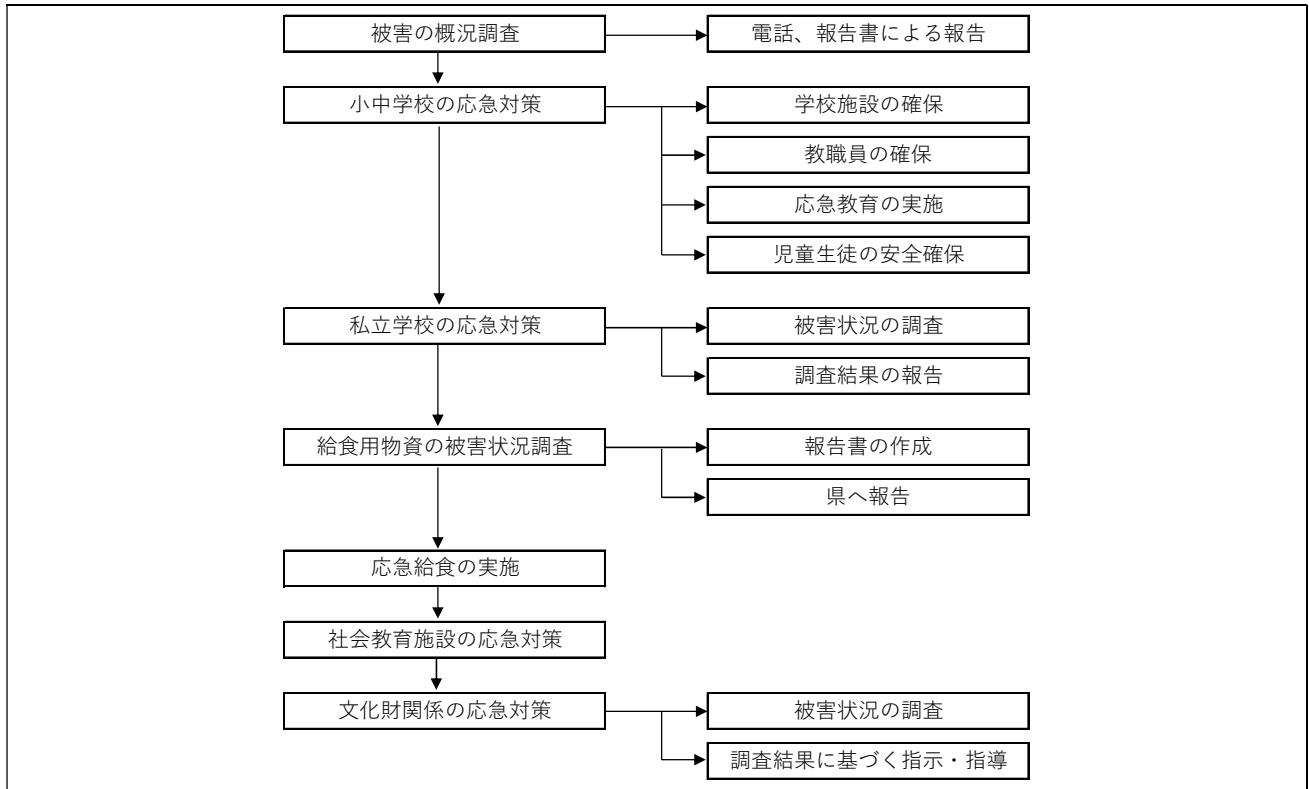 被害の概況調査
電話、報告書による報告
小中学校の応急対策
学校施設の確保
教職員の確保
応急教育の実施
児童生徒の安全確保
私立学校の応急対策
被害状況の調査
調査結果の報告
給食用物資の被害状況調査
報告書の作成
県へ報告
応急給食の実施
社会教育施設の応急対策
文化財関係の応急対策
被害状況の調査
調査結果に基づく指示・指導